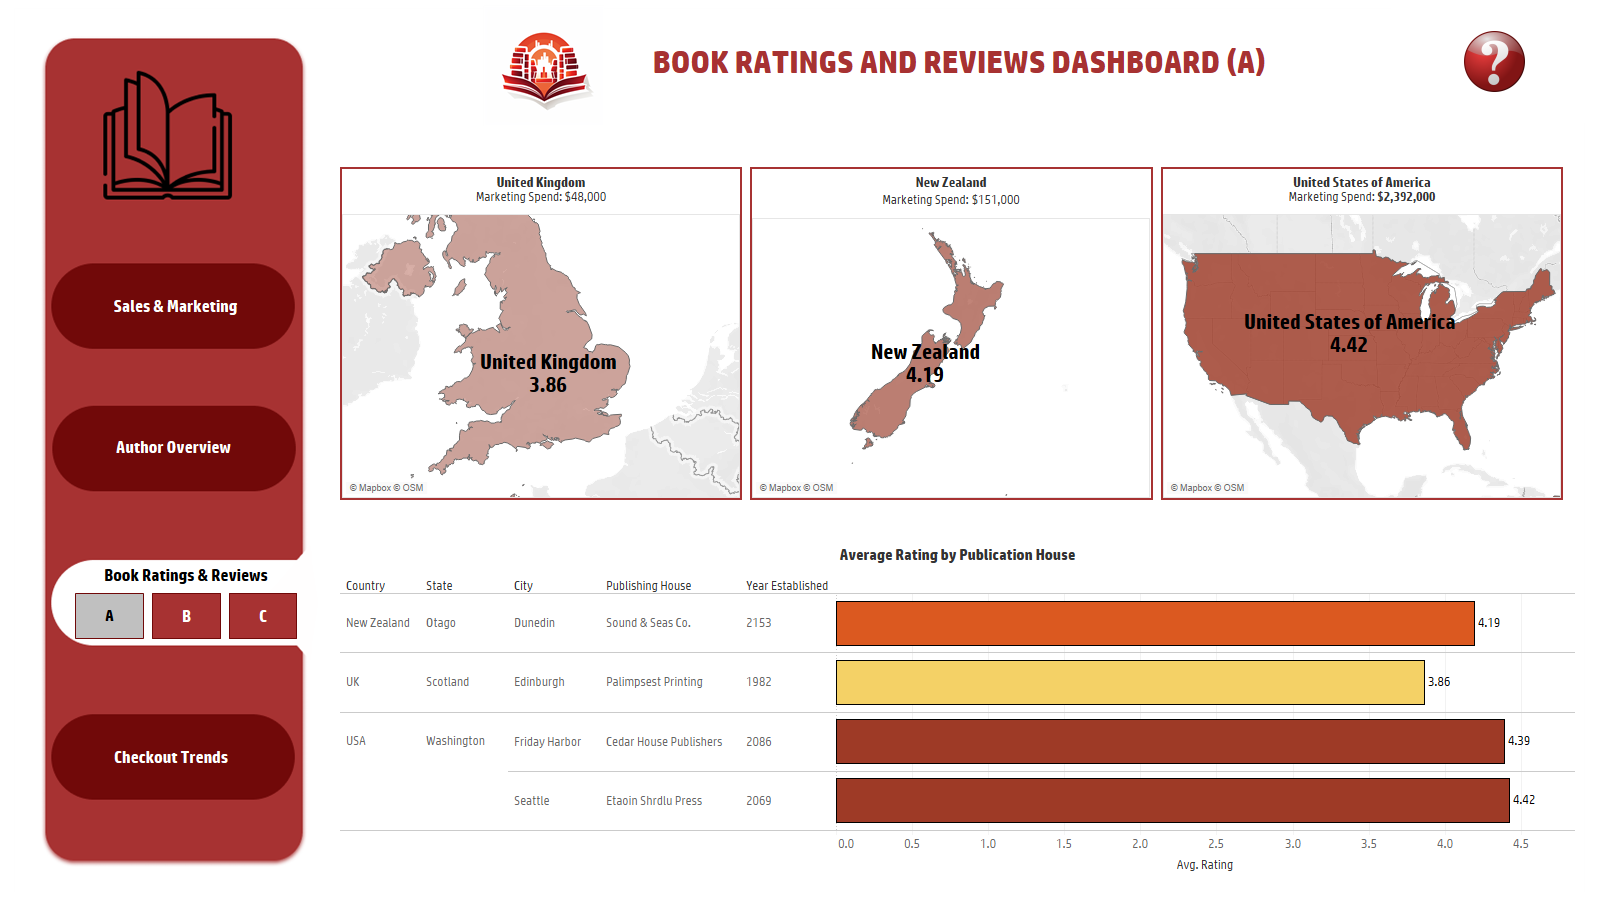 BOOK RATINGS AND REVIEWS DASHBOARD (A)
?
Sales & Marketing
Author Overview
Book Ratings & Reviews
A B C
Checkout Trends
United Kingdom
Marketing Spend: $48,000
United Kingdom
3.86
© Mapbox © OSM
New Zealand
Marketing Spend: $151,000
New Zealand
4.19
© Mapbox © OSM
United States of America
Marketing Spend: $2,392,000
United States of America
4.42
© Mapbox © OSM
Average Rating by Publication House
Country State City Publishing House Year Established
New Zealand Otago Dunedin Sound & Seas Co. 2153 4.19
UK Scotland Edinburgh Palimpsest Printing 1982 3.86
USA Washington Friday Harbor Cedar House Publishers 2086 4.39
Seattle Etaoin Shrdlu Press 2069 4.42
0.0 0.5 1.0 1.5 2.0 2.5 3.0 3.5 4.0 4.5
Avg. Rating